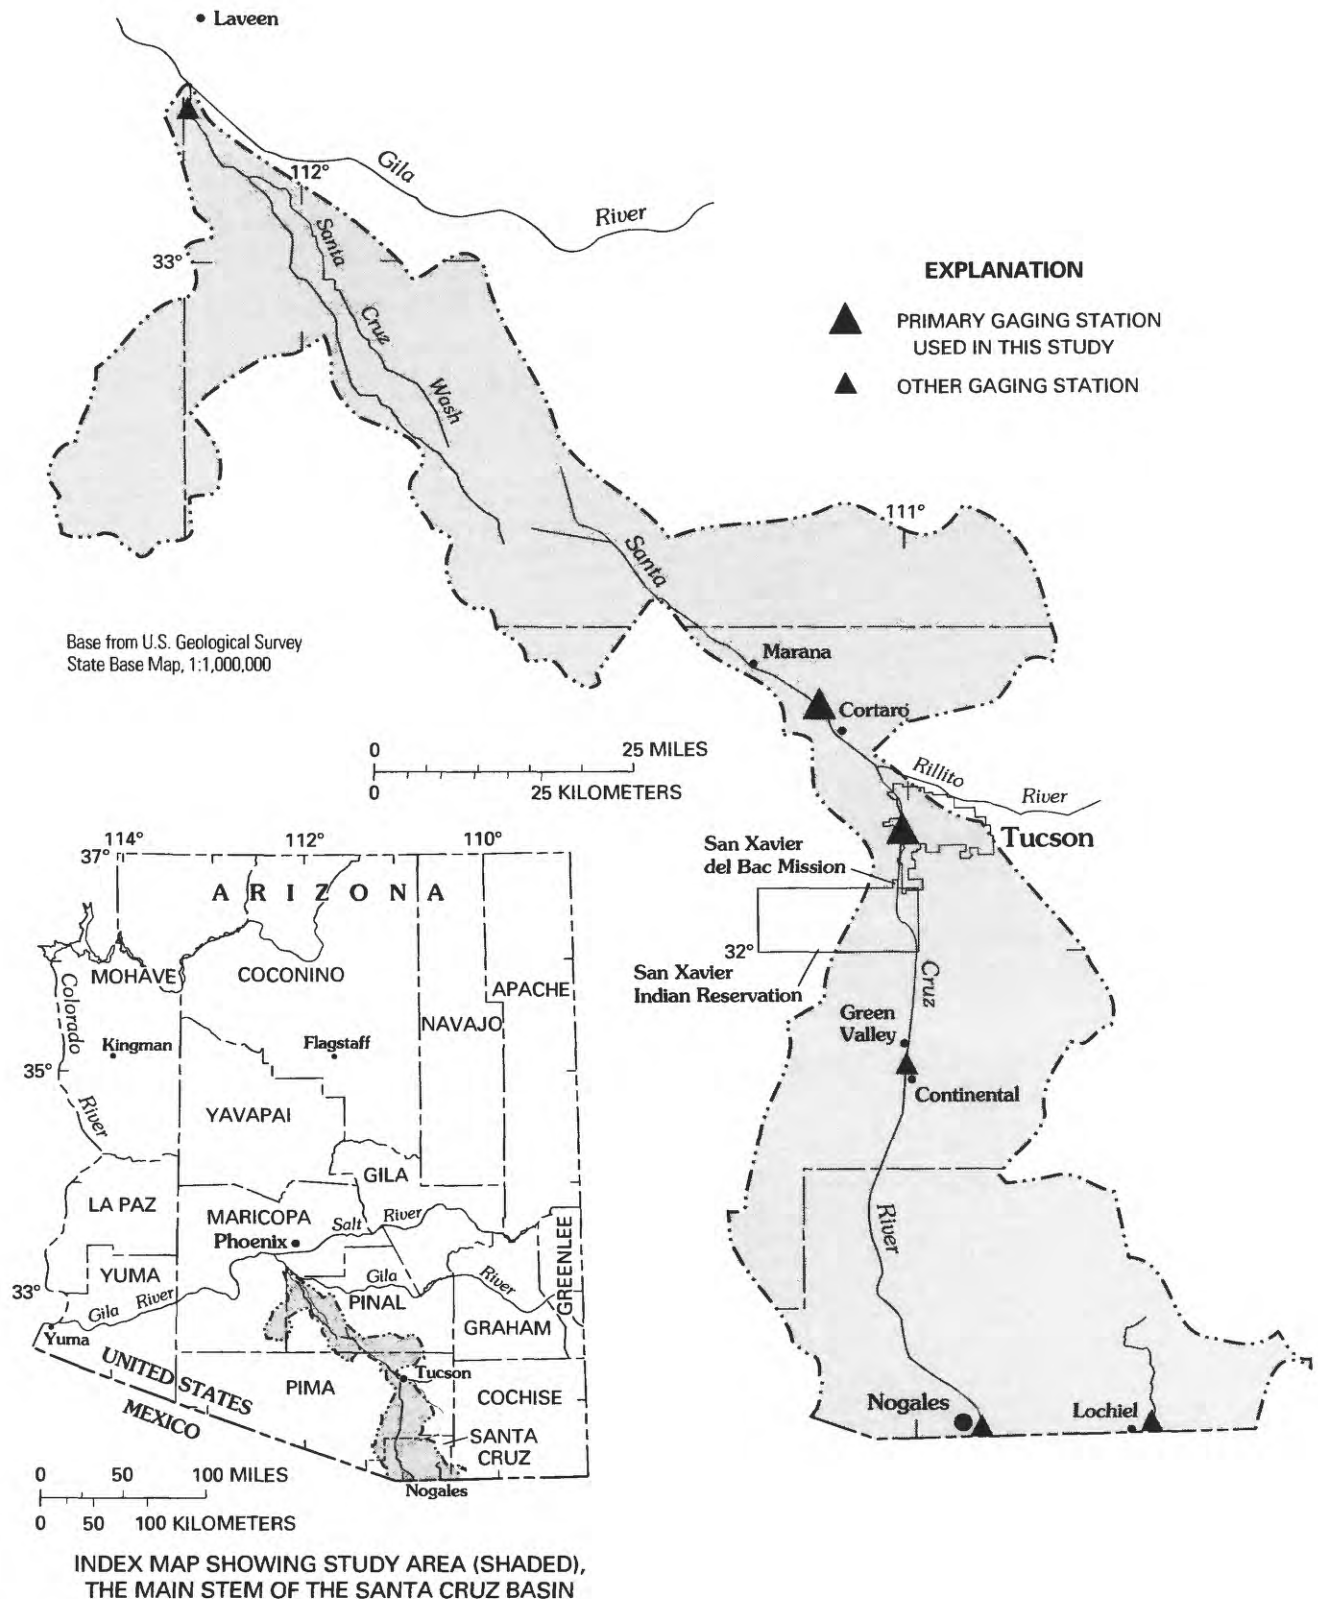 Laveen
Gila
River
112°
Santa
Cruz
Wash
33°
EXPLANATION
PRIMARY GAGING STATION
USED IN THIS STUDY
OTHER GAGING STATION
111°
Santa
Base from U.S. Geological Survey
State Base Map, 1:1,000,000
Marana
Cortaro
0 25 MILES
0 25 KILOMETERS
Rillito
River
Tucson
San Xavier
del Bac Mission
32°
San Xavier
Indian Reservation
Cruz
Green
Valley
Continental
River
Nogales
Lochiel
114° 112° 110°
37°
ARIZONA
MOHAVE
COCONINO
APACHE
NAVAJO
Colorado
River
Kingman
Flagstaff
35°
YAVAPAI
GILA
LA PAZ
MARICOPA
Phoenix
Salt River
GREENLEE
YUMA
33°
Gila River
Gila River
PINAL
GRAHAM
Yuma
UNITED STATES
MEXICO
PIMA
Tucson
COCHISE
SANTA
CRUZ
Nogales
0 50 100 MILES
0 50 100 KILOMETERS
INDEX MAP SHOWING STUDY AREA (SHADED),
THE MAIN STEM OF THE SANTA CRUZ BASIN